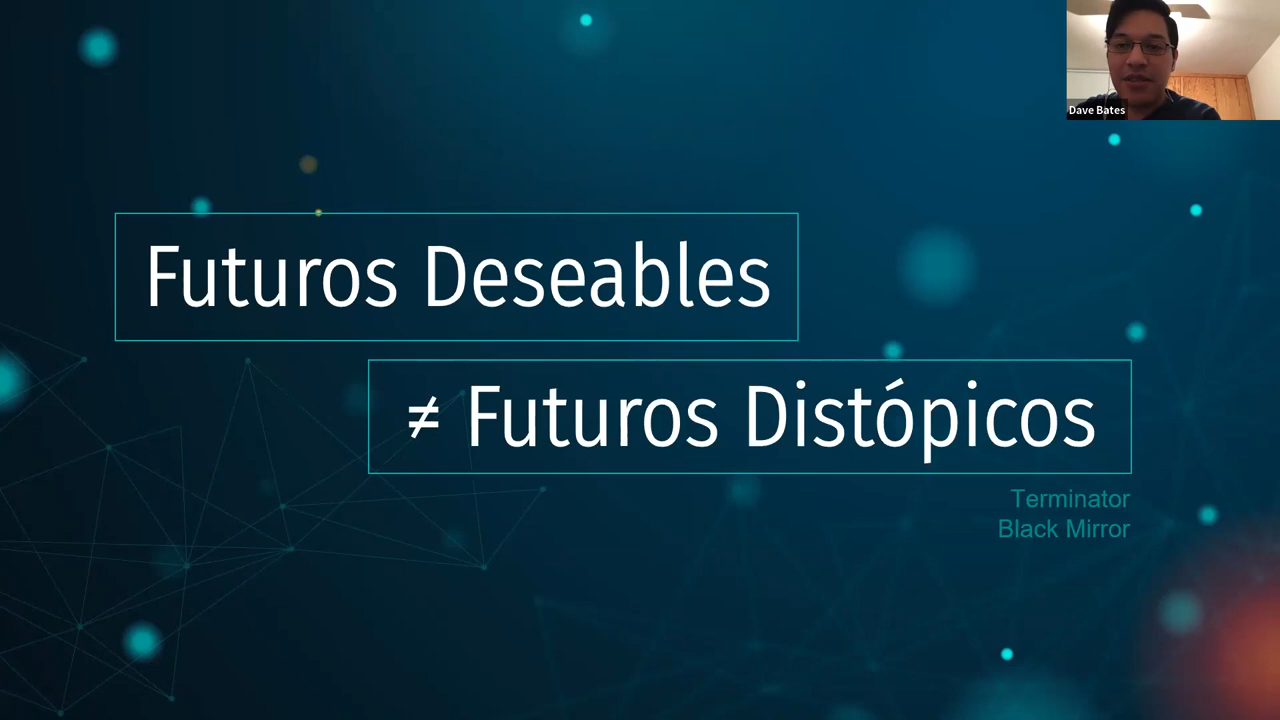 Dave Bates
Futuros Deseables
≠ Futuros Distópicos
Terminator
Black Mirror